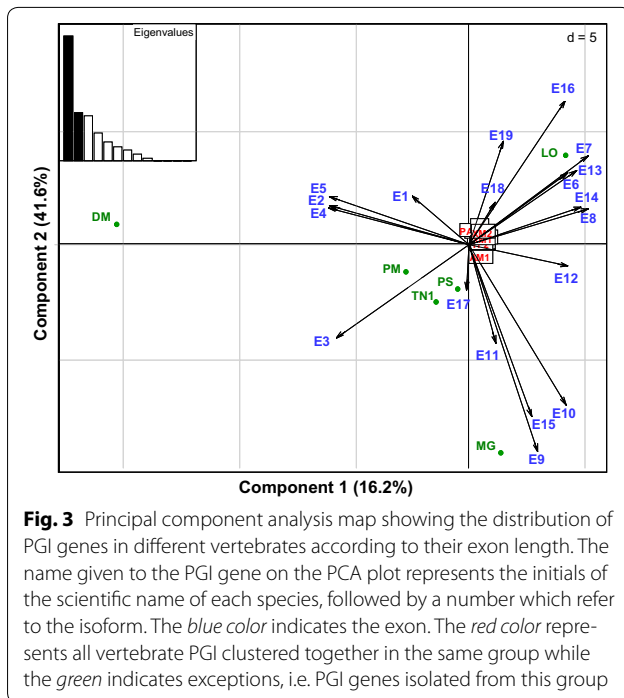 Eigenvalues
d = 5
E16
E19
LO
E7
E13
E6
E5
E2
E4
E1
E18
E14
E8
DM
PA
AM1
E12
PM
PS
TN1
E17
E3
E11
E10
E15
MG
E9
Component 2 (41.6%)
Component 1 (16.2%)
Fig. 3 Principal component analysis map showing the distribution of
PGI genes in different vertebrates according to their exon length. The
name given to the PGI gene on the PCA plot represents the initials of
the scientific name of each species, followed by a number which refer
to the isoform. The blue color indicates the exon. The red color repre-
sents all vertebrate PGI clustered together in the same group while
the green indicates exceptions, i.e. PGI genes isolated from this group